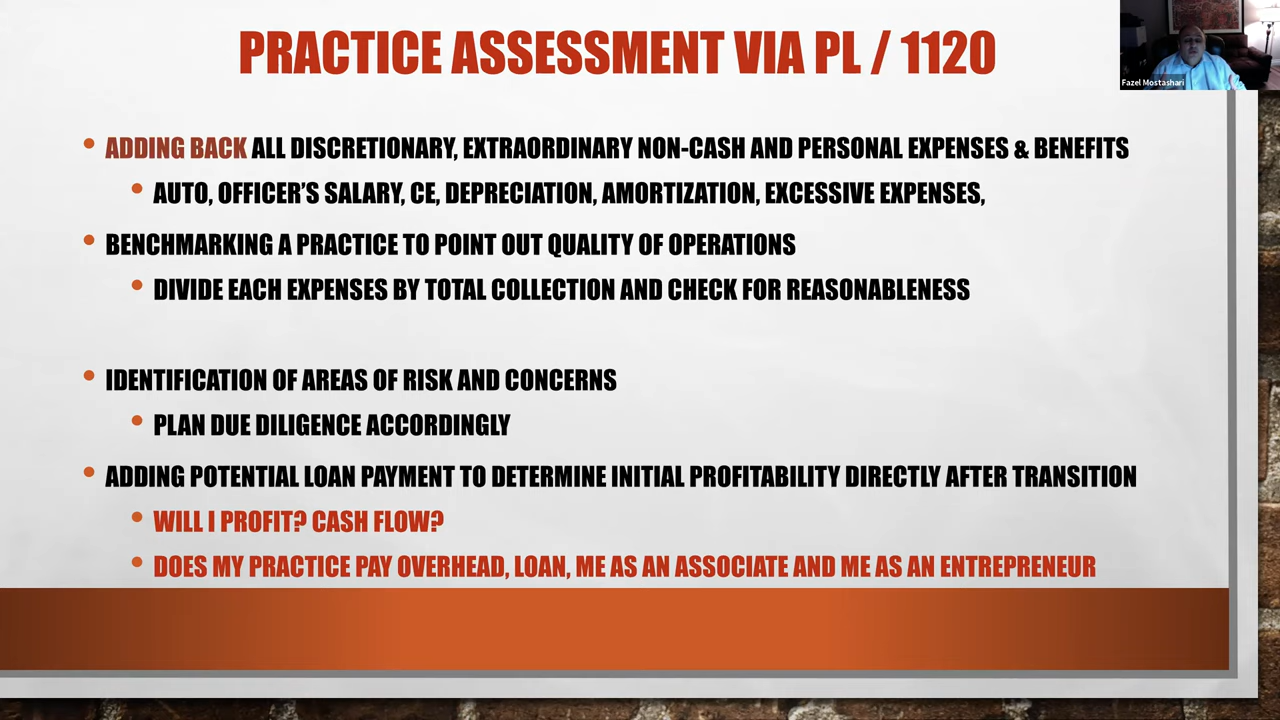 PRACTICE ASSESSMENT VIA PL / 1120
Fazel Mostashari
• ADDING BACK ALL DISCRETIONARY, EXTRAORDINARY NON-CASH AND PERSONAL EXPENSES & BENEFITS
• AUTO, OFFICER'S SALARY, CE, DEPRECIATION, AMORTIZATION, EXCESSIVE EXPENSES,
• BENCHMARKING A PRACTICE TO POINT OUT QUALITY OF OPERATIONS
• DIVIDE EACH EXPENSES BY TOTAL COLLECTION AND CHECK FOR REASONABLENESS
• IDENTIFICATION OF AREAS OF RISK AND CONCERNS
• PLAN DUE DILIGENCE ACCORDINGLY
• ADDING POTENTIAL LOAN PAYMENT TO DETERMINE INITIAL PROFITABILITY DIRECTLY AFTER TRANSITION
• WILL I PROFIT? CASH FLOW?
• DOES MY PRACTICE PAY OVERHEAD, LOAN, ME AS AN ASSOCIATE AND ME AS AN ENTREPRENEUR